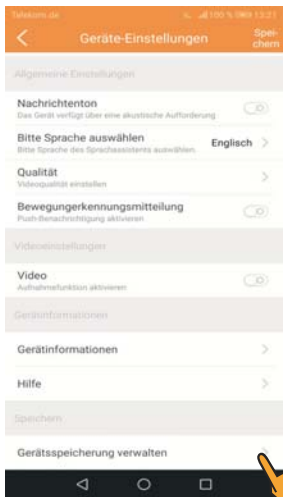 Telekom.de 100 % 13:21
Geräte-Einstellungen
Spei-
chern
Allgemeine Einstellungen
Nachrichtenton
Das Gerät verfügt über eine akustische Aufforderung
Bitte Sprache auswählen
Englisch
Bitte Sprache des Sprachassistents auswählen.
Qualität
Videoqualität einstellen
Bewegungerkennungsmitteilung
Push-Benachrichtigung aktivieren
Videoeinstellungen
Video
Aufnahmefunktion aktivieren
Geräteinformationen
Gerätinformationen
Hilfe
Speichern
Gerätsspeicherung verwalten